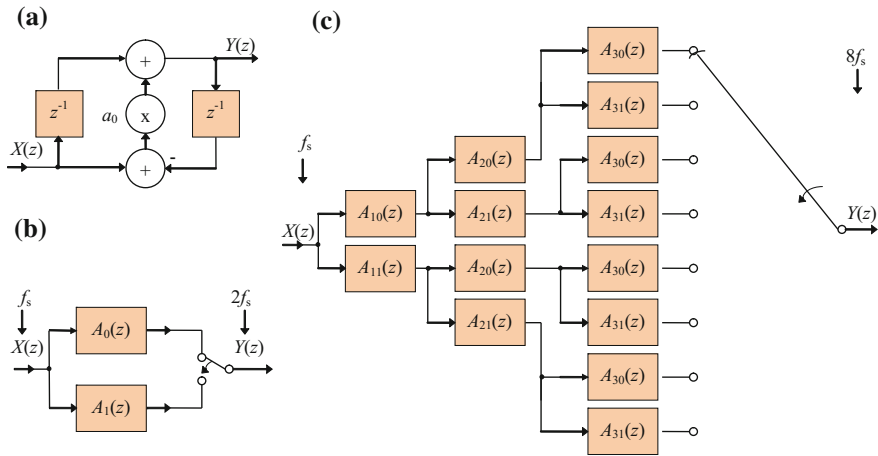 (a)
+
Y(z)
z⁻¹
a₀
x
z⁻¹
X(z)
+
-
(b)
fₛ
2fₛ
X(z)
A₀(z)
Y(z)
A₁(z)
(c)
A₃₀(z)
8fₛ
A₃₁(z)
fₛ
A₂₀(z)
A₃₀(z)
X(z)
A₁₀(z)
A₂₁(z)
A₃₁(z)
Y(z)
A₁₁(z)
A₂₀(z)
A₃₀(z)
A₂₁(z)
A₃₁(z)
A₃₀(z)
A₃₁(z)